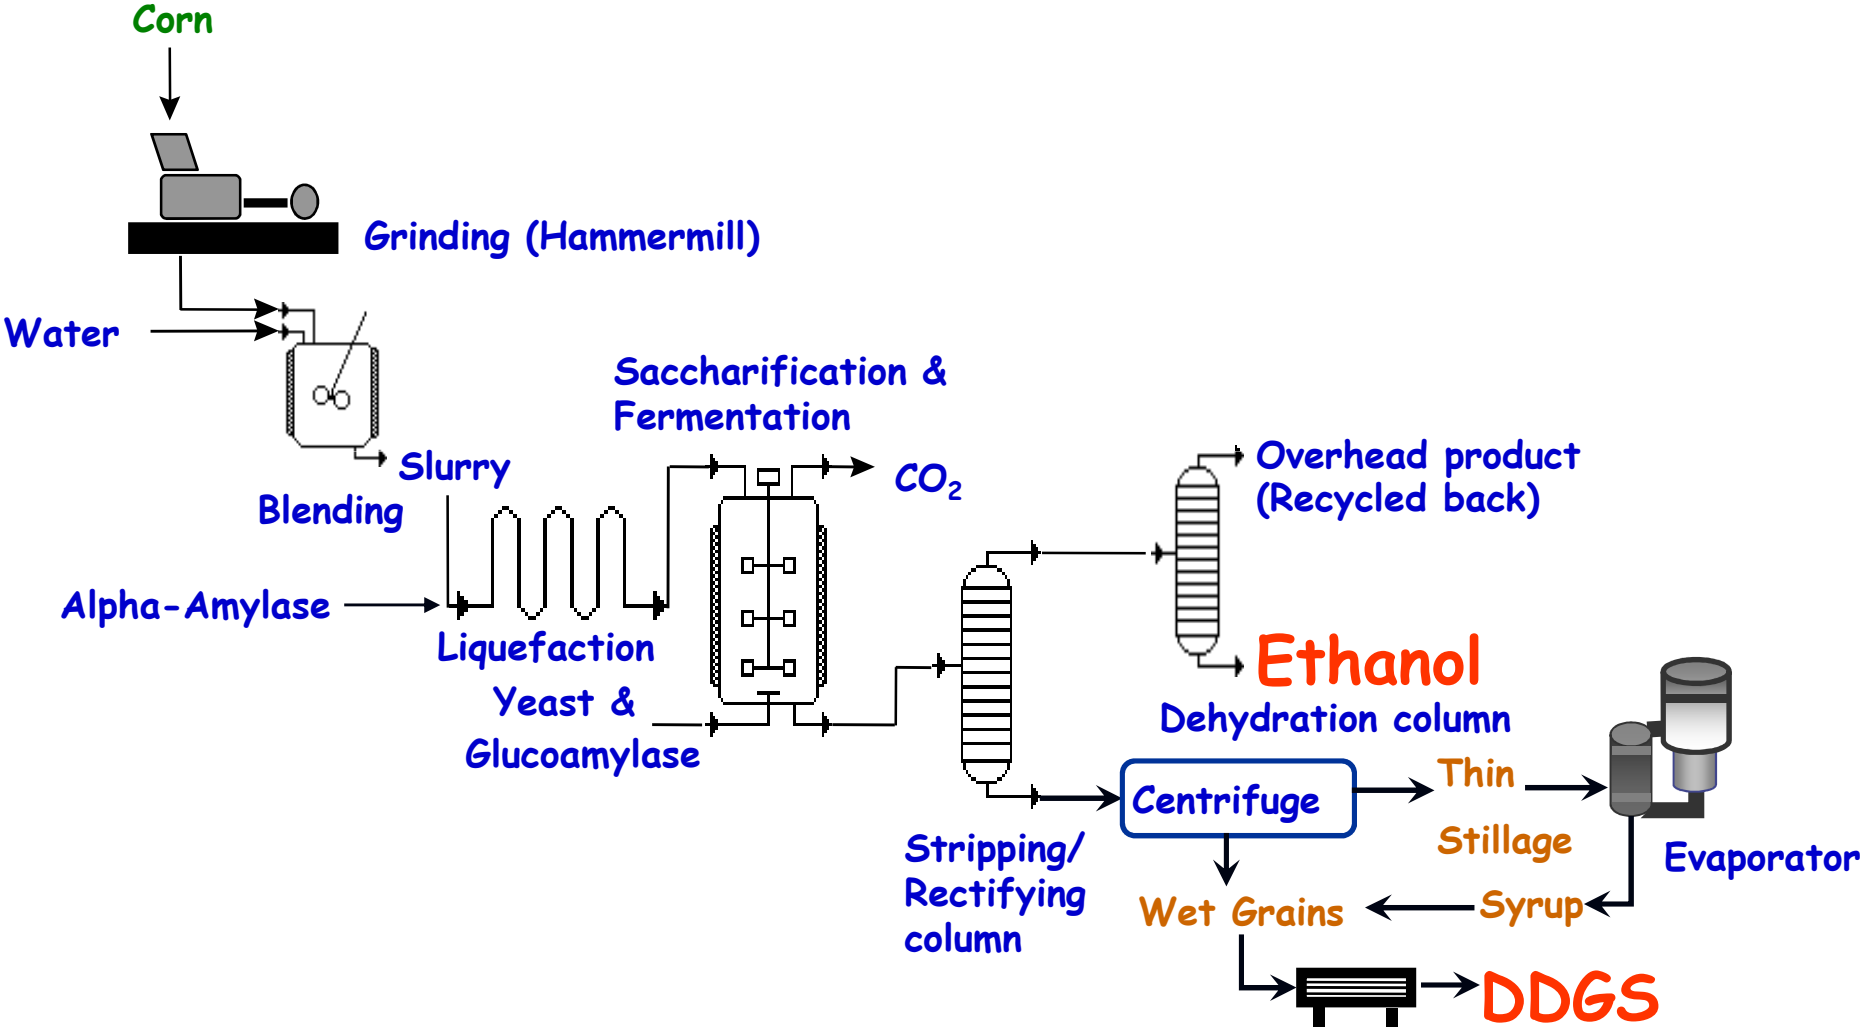 Corn
Grinding (Hammermill)
Water
Saccharification &
Fermentation
Slurry
Blending
CO₂
Overhead product
(Recycled back)
Alpha-Amylase
Liquefaction
Yeast &
Glucoamylase
Ethanol
Dehydration column
Centrifuge
Thin
Stillage
Evaporator
Stripping/
Rectifying
column
Wet Grains
Syrup
DDGS